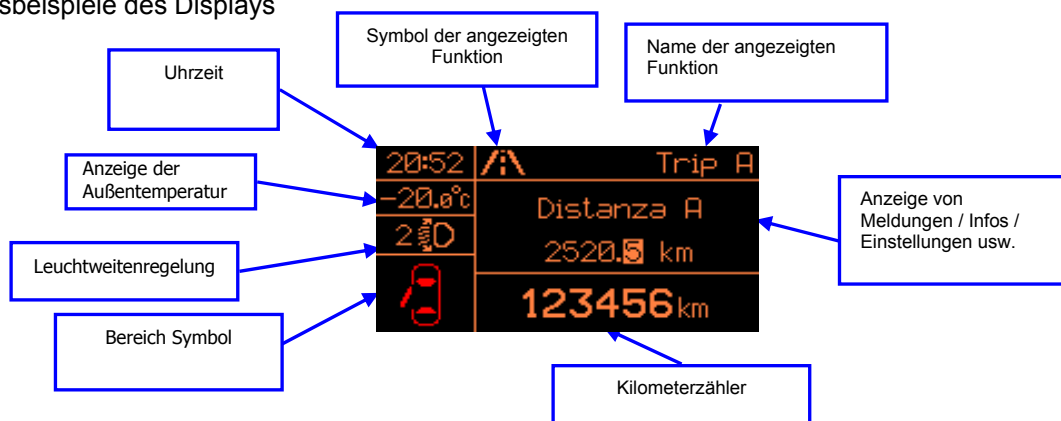 sbeispiele des Displays
Symbol der angezeigten
Funktion
Name der angezeigten
Funktion
Uhrzeit
Anzeige der
Außentemperatur
Leuchtweitenregelung
Bereich Symbol
20:52
Trip A
-20.0°c
Distanza A
2
2520.5 km
123456km
Anzeige von
Meldungen / Infos /
Einstellungen usw.
Kilometerzähler